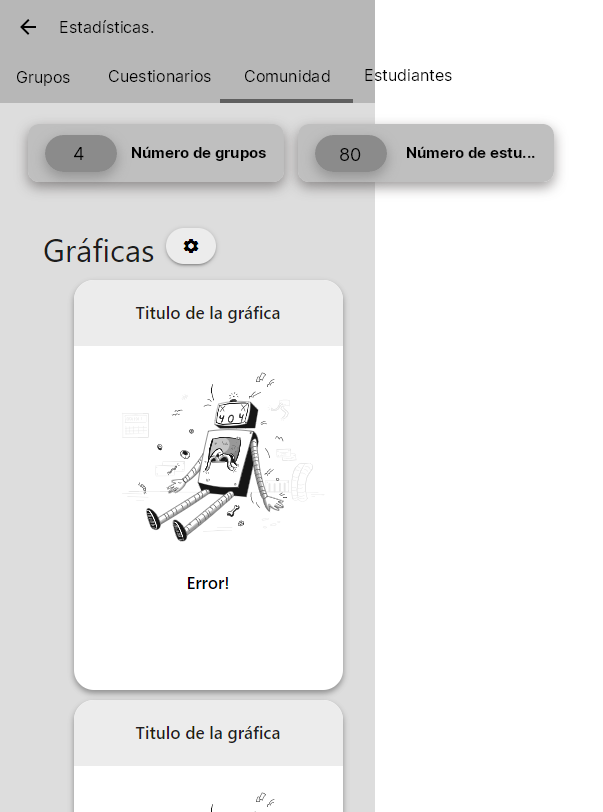 Estadísticas.
Grupos Cuestionarios Comunidad Estudiantes
4 Número de grupos 80 Número de estu...
Gráficas
Titulo de la gráfica
Error!
Titulo de la gráfica